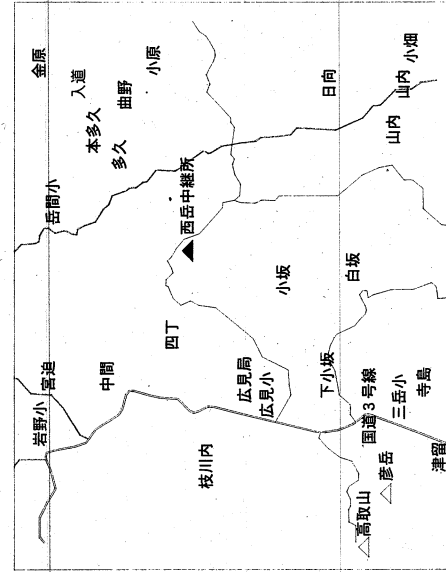 金原
入道
本多久
多久
曲野
小原
岳間小
西岳中継所
日向
山内
山内
小畑
宮迫
岩野小
中間
四丁
広見局
広見小
枝川内
小坂
白坂
下小坂
国道3号線
三岳小
寺島
津留
彦岳
高取山